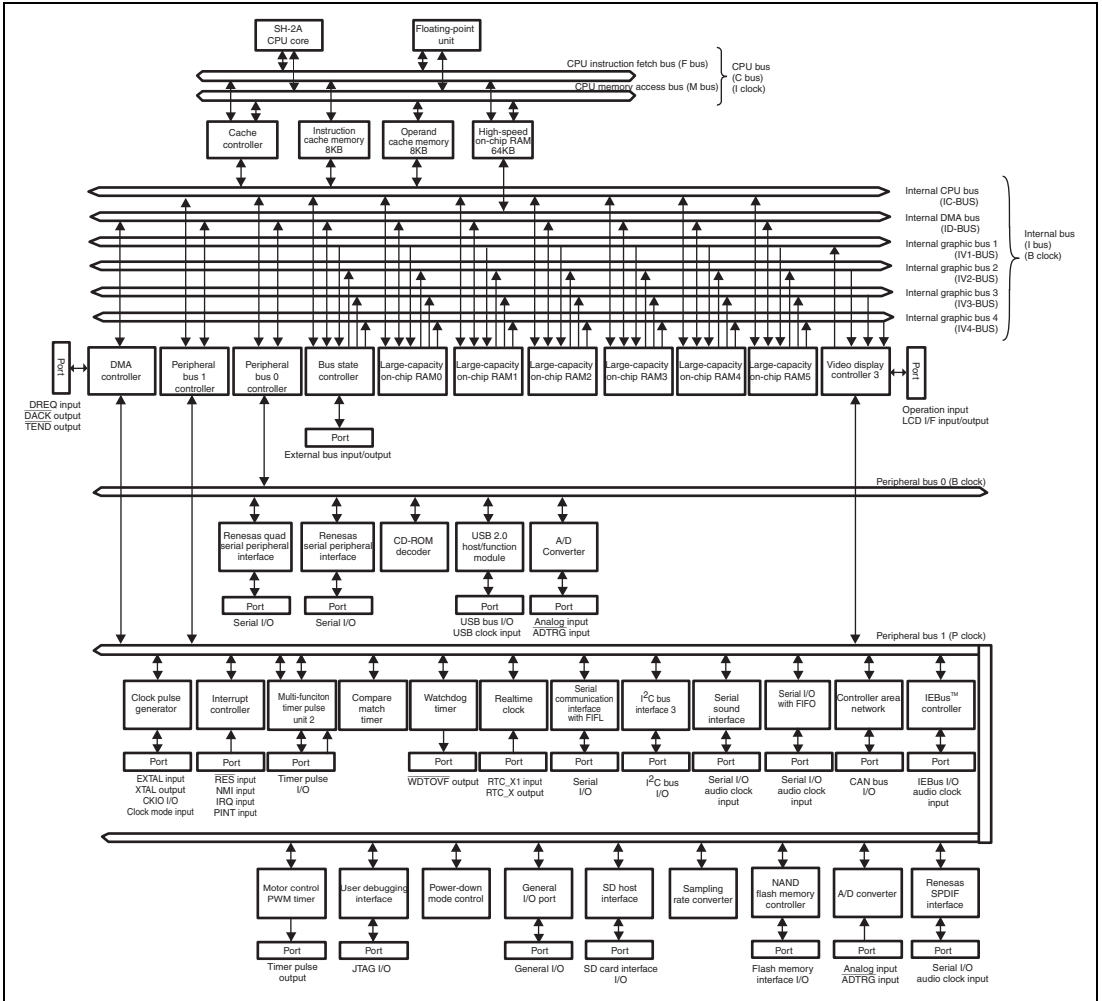 SH-2A
CPU core
Floating-point
unit
CPU instruction fetch bus (F bus)
CPU memory access bus (M bus)
CPU bus
(C bus)
(I clock)
Cache
controller
Instruction
cache memory
8KB
Operand
cache memory
8KB
High-speed
on-chip RAM
64KB
Internal CPU bus
(IC-BUS)
Internal DMA bus
(ID-BUS)
Internal graphic bus 1
(IV1-BUS)
Internal graphic bus 2
(IV2-BUS)
Internal graphic bus 3
(IV3-BUS)
Internal graphic bus 4
(IV4-BUS)
Internal bus
(I bus)
(B clock)
Port
DREQ input
DACK output
TEND output
DMA
controller
Peripheral
bus 1
controller
Peripheral
bus 0
controller
Bus state
controller
Large-capacity
on-chip RAM0
Large-capacity
on-chip RAM1
Large-capacity
on-chip RAM2
Large-capacity
on-chip RAM3
Large-capacity
on-chip RAM4
Large-capacity
on-chip RAM5
Video display
controller 3
Port
Operation input
LCD I/F input/output
Port
External bus input/output
Peripheral bus 0 (B clock)
Renesas quad
serial peripheral
interface
Renesas
serial peripheral
interface
CD-ROM
decoder
USB 2.0
host/function
module
A/D
Converter
Port
Serial I/O
Port
Serial I/O
Port
USB bus I/O
USB clock input
Port
Analog input
ADTRG input
Peripheral bus 1 (P clock)
Clock pulse
generator
Interrupt
controller
Multi-funciton
timer pulse
unit 2
Compare
match
timer
Watchdog
timer
Realtime
clock
Serial
communication
interface
with FIFL
I²C bus
interface 3
Serial
sound
interface
Serial I/O
with FIFO
Controller area
network
IEBus™
controller
Port
EXTAL input
XTAL output
CKIO I/O
Clock mode input
Port
RES input
NMI input
IRQ input
PINT input
Port
Timer pulse
I/O
Port
WDTOVF output
Port
RTC_X1 input
RTC_X output
Port
Serial
I/O
Port
I²C bus
I/O
Port
Serial I/O
audio clock
input
Port
Serial I/O
audio clock
input
Port
CAN bus
I/O
Port
IEBus I/O
audio clock
input
Motor control
PWM timer
User debugging
interface
Power-down
mode control
General
I/O port
SD host
interface
Sampling
rate converter
NAND
flash memory
controller
A/D converter
Renesas
SPDIF
interface
Port
Timer pulse
output
Port
JTAG I/O
Port
General I/O
Port
SD card interface
I/O
Port
Flash memory
interface I/O
Port
Analog input
ADTRG input
Port
Serial I/O
audio clock input